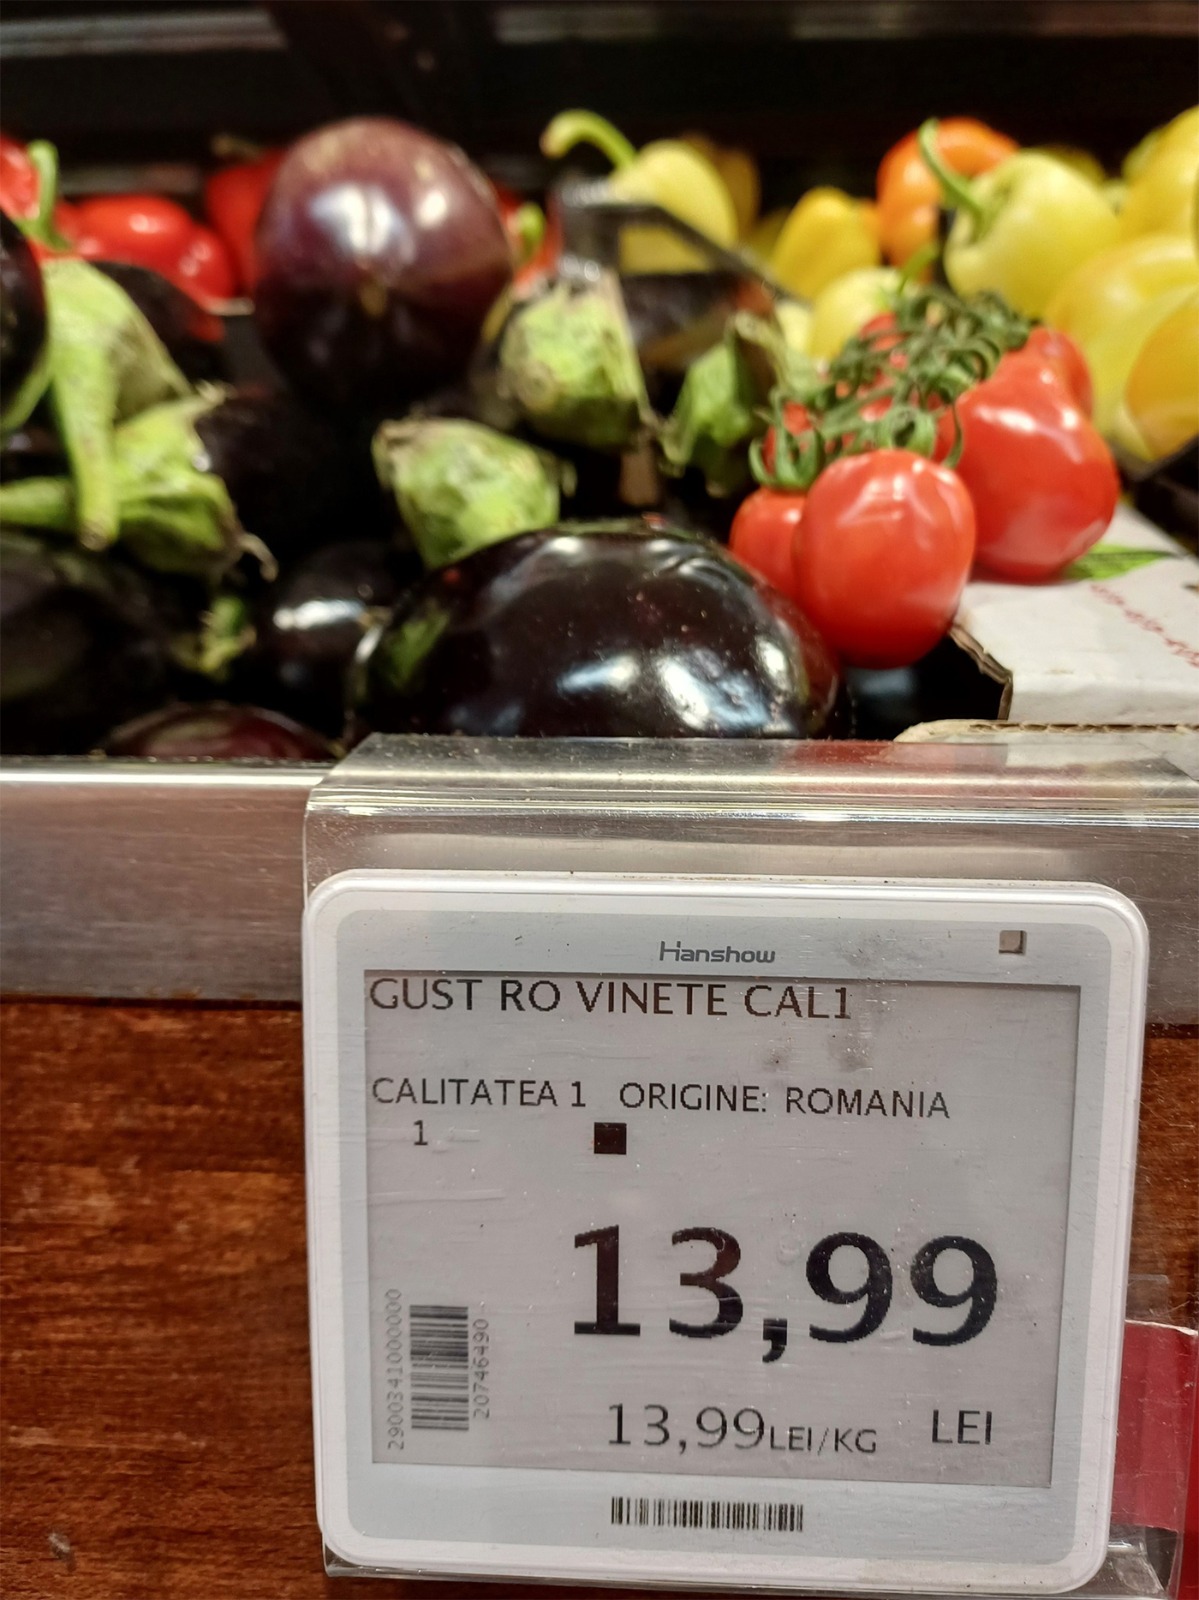 Hanshow
GUST RO VINETE CAL1
CALITATEA 1 ORIGINE: ROMANIA
1
13,99
13,99LEI/KG LEI
2900341000000
20746490